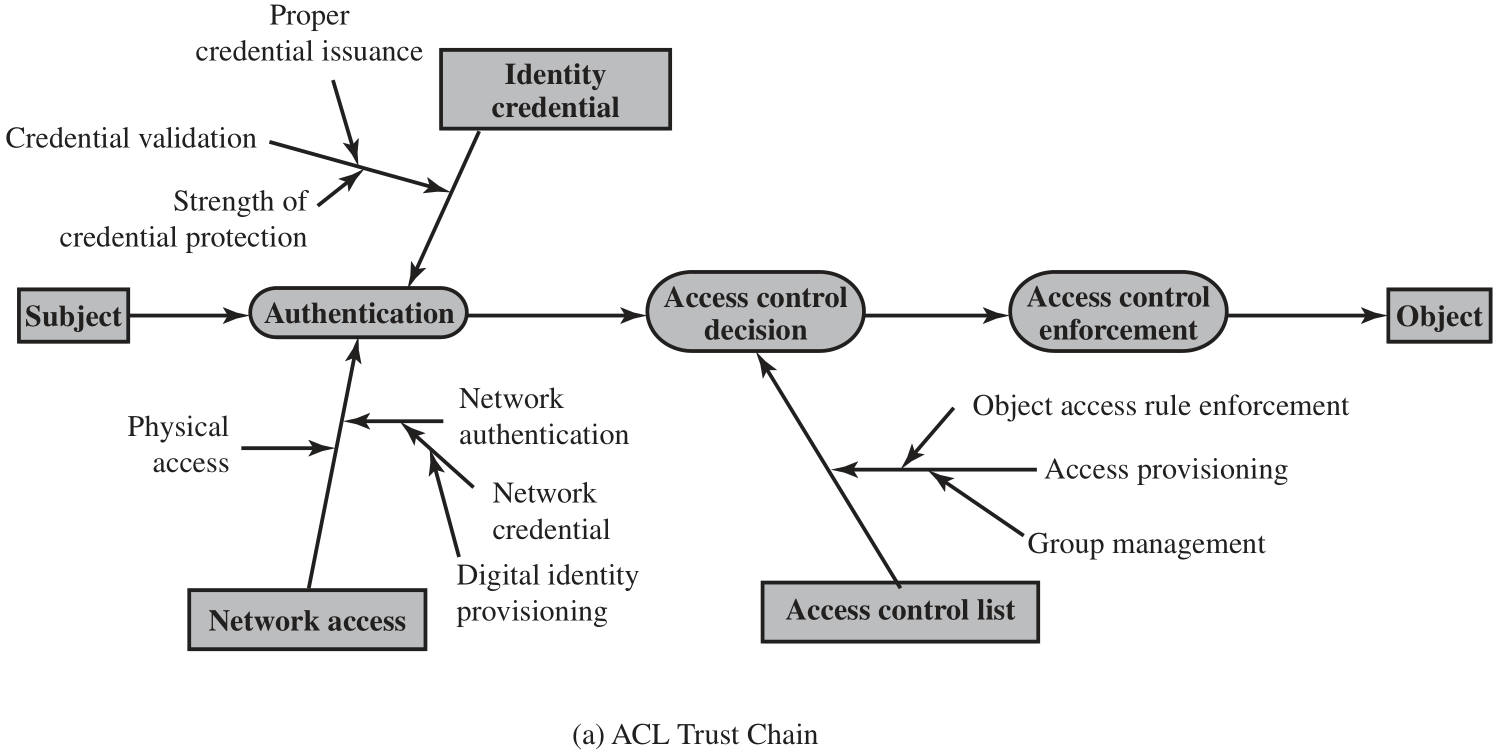 Proper
credential issuance
Identity
credential
Credential validation
Strength of
credential protection
Subject
Authentication
Access control
decision
Access control
enforcement
Object
Physical
access
Network
authentication
Network
credential
Digital identity
provisioning
Object access rule enforcement
Access provisioning
Group management
Network access
Access control list
(a) ACL Trust Chain